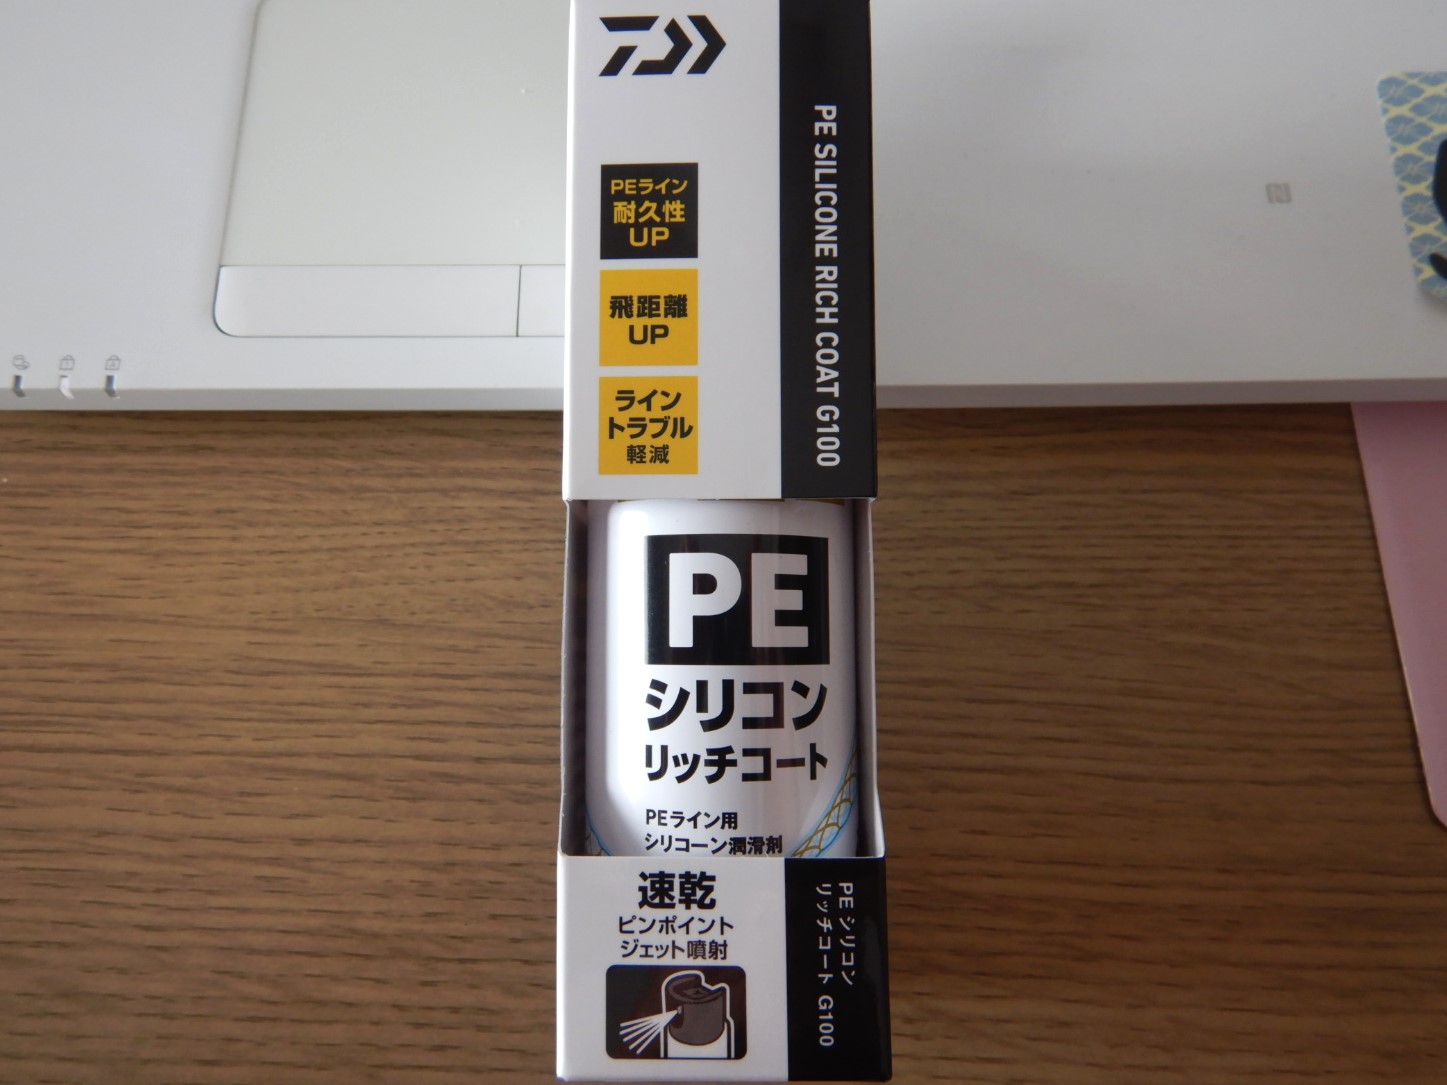 PEライン
耐久性
UP
飛距離
UP
ライン
トラブル
軽減
PE SILICONE RICH COAT G100
PE
シリコン
リッチコート
PEライン用
シリコーン潤滑剤
速乾
ピンポイント
ジェット噴射
PE シリコン
リッチコート G100